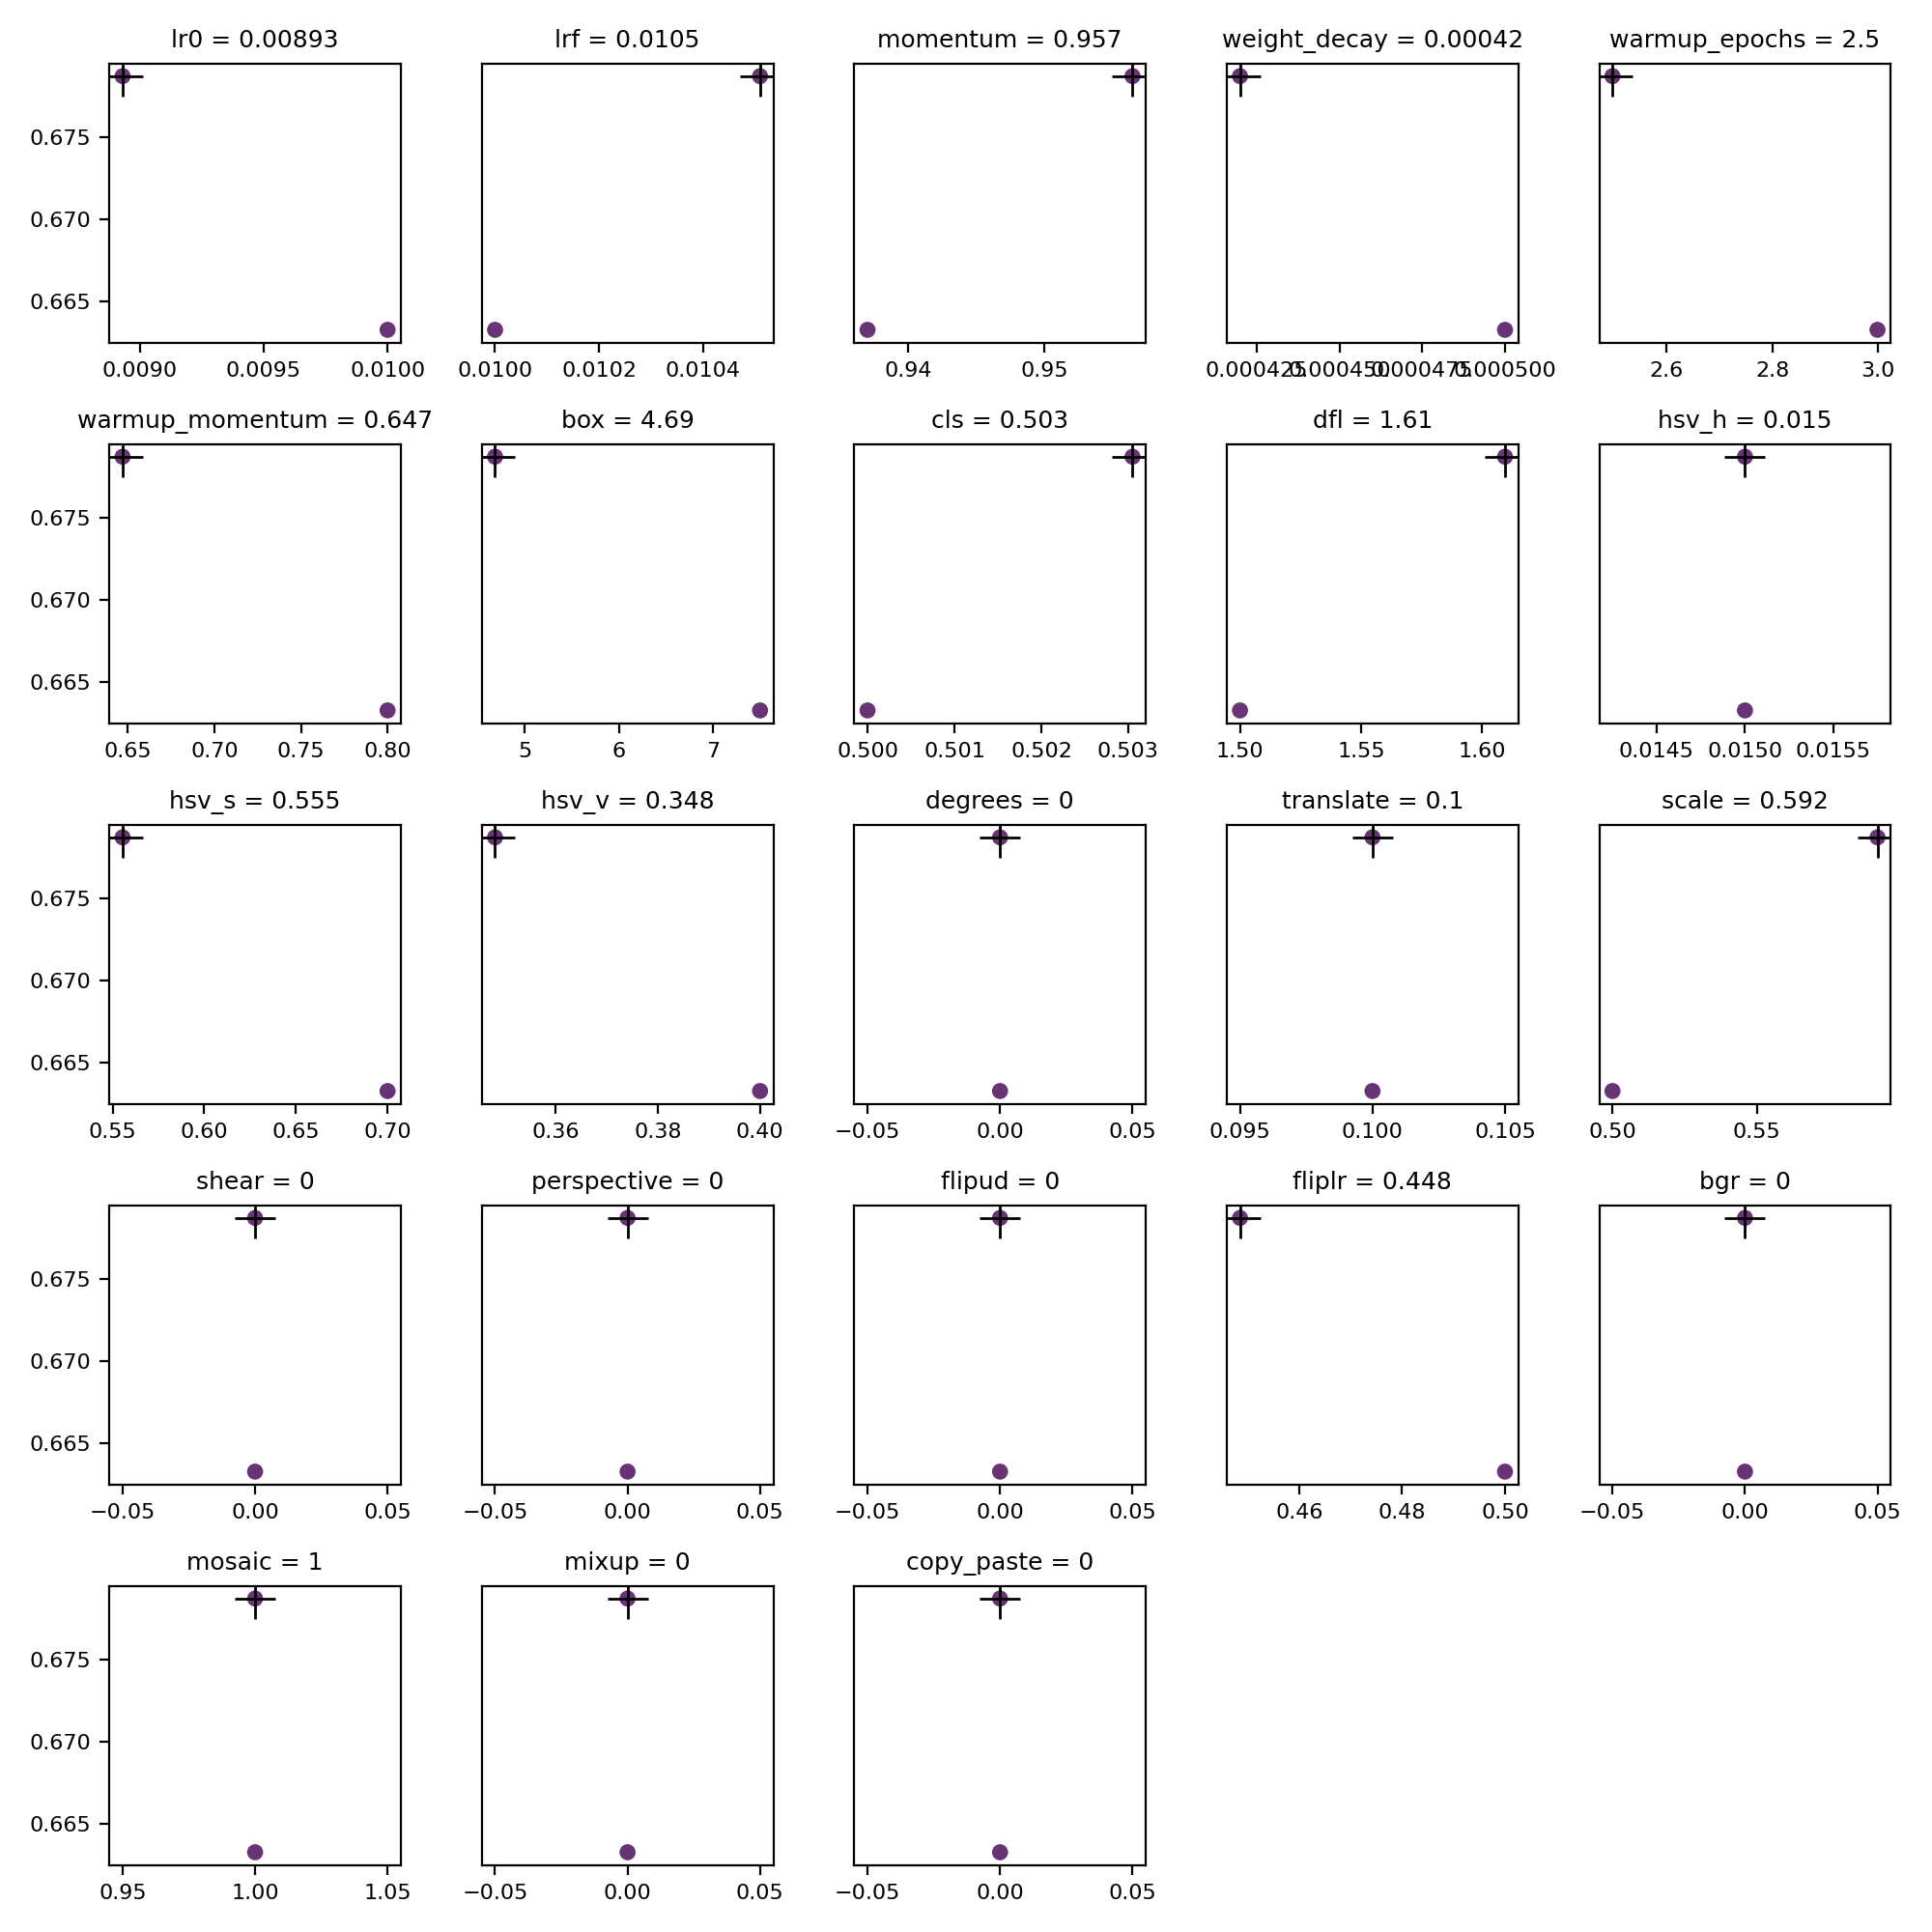 lr0 = 0.00893 lrf = 0.0105 momentum = 0.957 weight_decay = 0.00042 warmup_epochs = 2.5
0.675
0.670
0.665
0.0090 0.0095 0.0100 0.0100 0.0102 0.0104 0.94 0.95 0.000425 0.000450 0.000475 0.000500 2.6 2.8 3.0
warmup_momentum = 0.647 box = 4.69 cls = 0.503 dfl = 1.61 hsv_h = 0.015
0.675
0.670
0.665
0.65 0.70 0.75 0.80 5 6 7 0.500 0.501 0.502 0.503 1.50 1.55 1.60 0.0145 0.0150 0.0155
hsv_s = 0.555 hsv_v = 0.348 degrees = 0 translate = 0.1 scale = 0.592
0.675
0.670
0.665
0.55 0.60 0.65 0.70 0.36 0.38 0.40 −0.05 0.00 0.05 0.095 0.100 0.105 0.50 0.55
shear = 0 perspective = 0 flipud = 0 fliplr = 0.448 bgr = 0
0.675
0.670
0.665
−0.05 0.00 0.05 −0.05 0.00 0.05 −0.05 0.00 0.05 0.46 0.48 0.50 −0.05 0.00 0.05
mosaic = 1 mixup = 0 copy_paste = 0
0.675
0.670
0.665
0.95 1.00 1.05 −0.05 0.00 0.05 −0.05 0.00 0.05